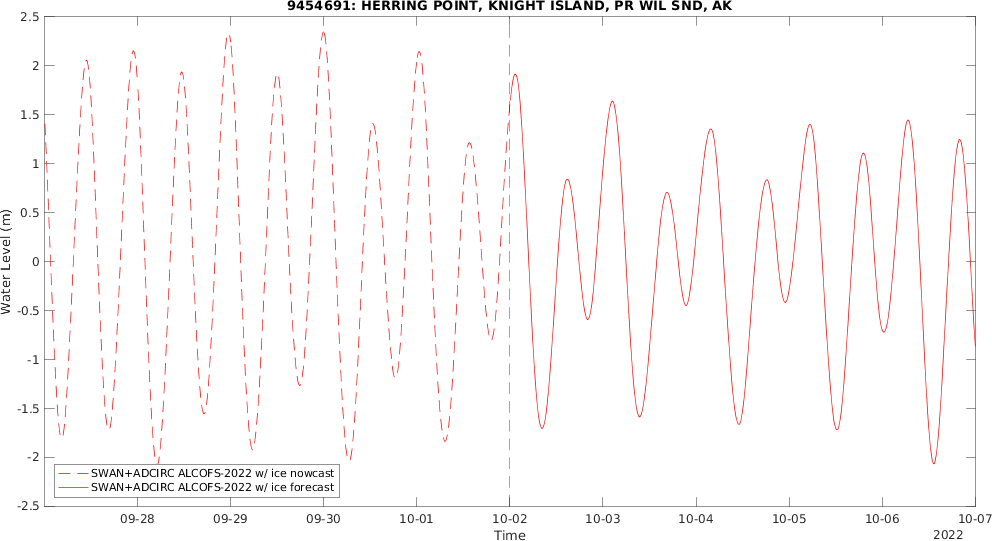 9454691: HERRING POINT, KNIGHT ISLAND, PR WIL SND, AK
2.5
2
1.5
1
0.5
0
-0.5
-1
-1.5
-2
-2.5
Water Level (m)
SWAN+ADCIRC ALCOFS-2022 w/ ice nowcast
SWAN+ADCIRC ALCOFS-2022 w/ ice forecast
09-28 09-29 09-30 10-01 10-02 10-03 10-04 10-05 10-06 10-07
Time
2022